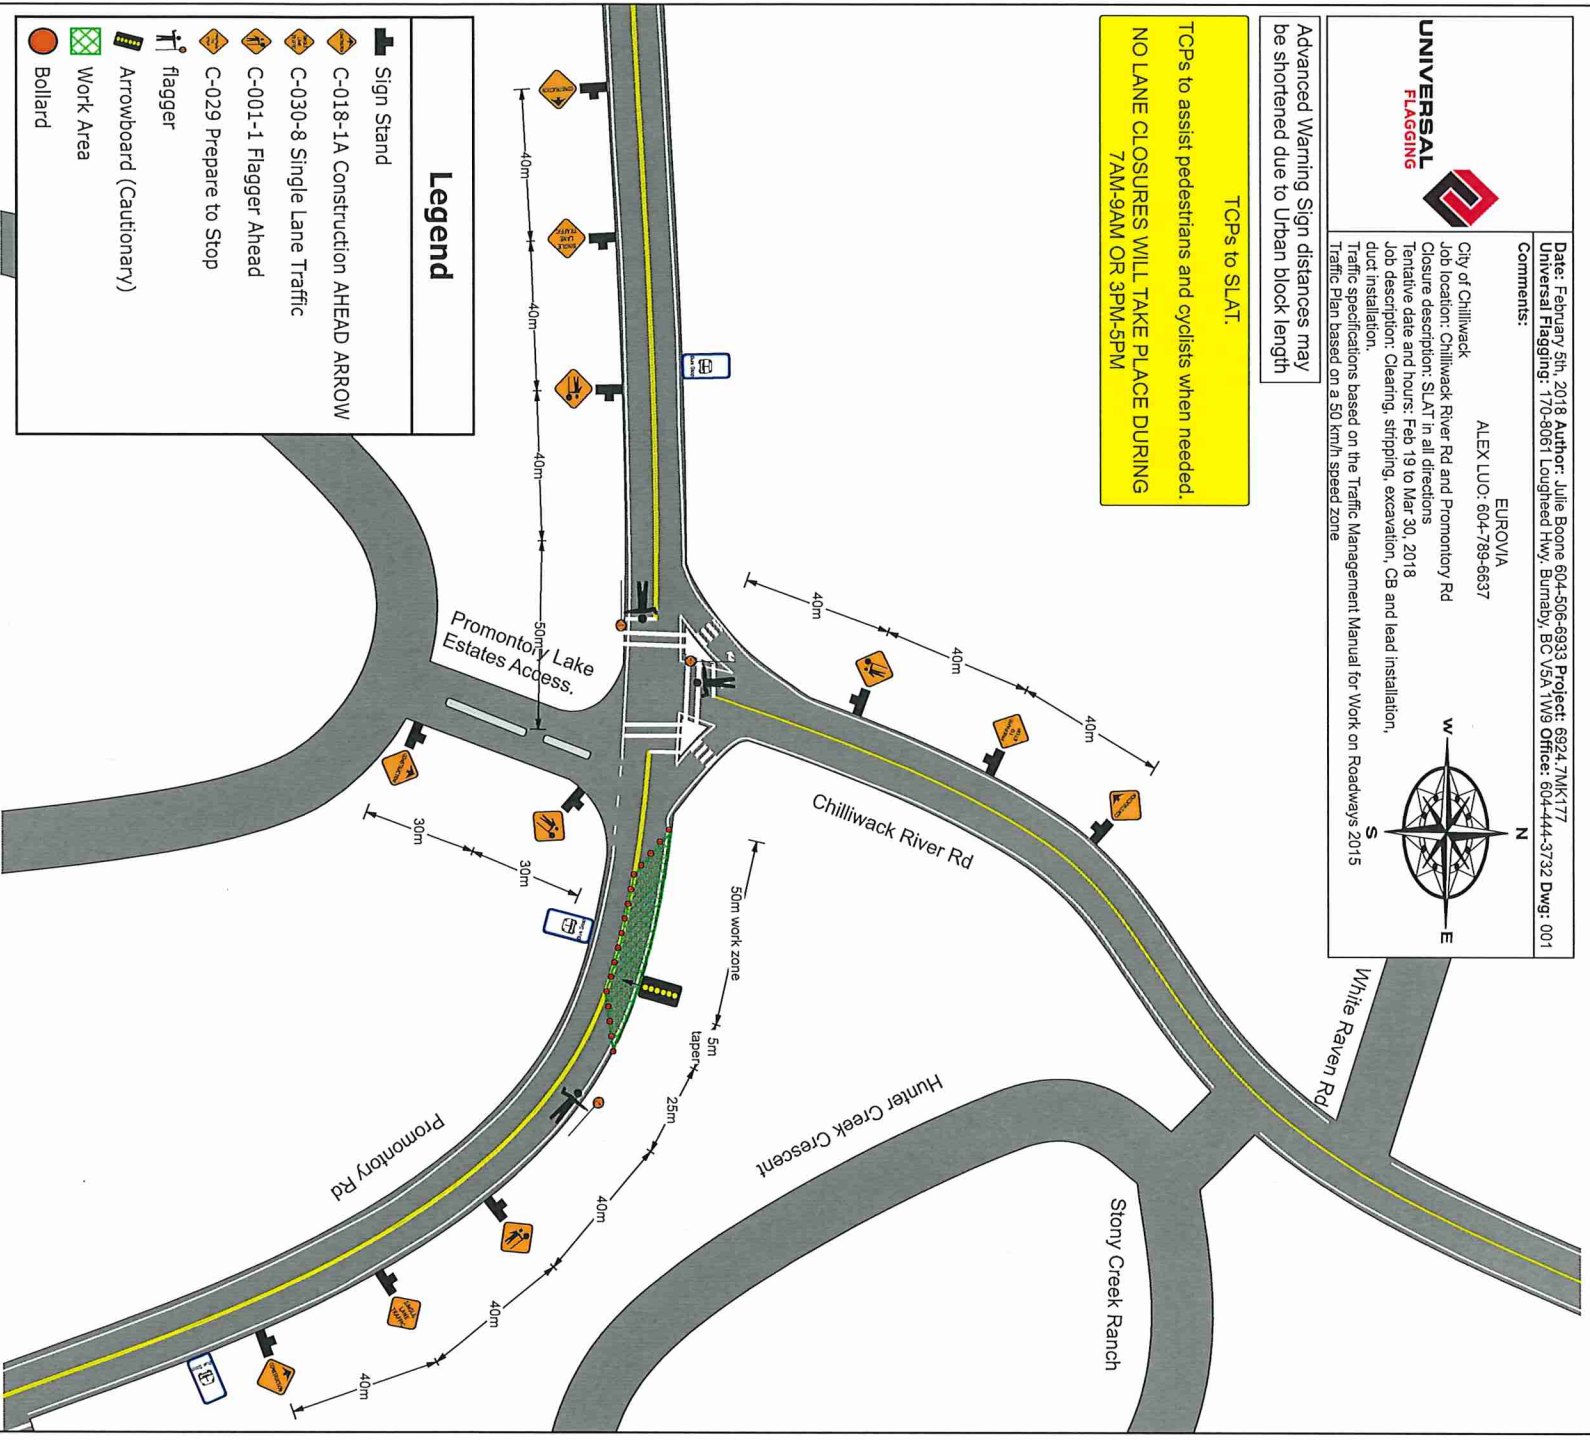 UNIVERSAL
FLAGGING
Date: February 5th, 2018 Author: Julie Boone 604-506-6933 Project: 6924.7MK177
Universal Flagging: 170-8061 Lougheed Hwy. Burnaby, BC V5A 1W9 Office: 604-444-3732 Dwg: 001
Comments:
EUROVIA
ALEX LUO: 604-789-6637
City of Chilliwack
Job location: Chilliwack River Rd and Promontory Rd
Closure description: SLAT in all directions
Tentative date and hours: Feb 19 to Mar 30, 2018
Job description: Clearing, stripping, excavation, CB and lead installation,
duct installation.
Traffic specifications based on the Traffic Management Manual for Work on Roadways 2015
Traffic Plan based on a 50 km/h speed zone
N
W
E
S
Advanced Warning Sign distances may
be shortened due to Urban block length
TCPs to SLAT.
TCPs to assist pedestrians and cyclists when needed.
NO LANE CLOSURES WILL TAKE PLACE DURING
7AM-9AM OR 3PM-5PM
White Raven Rd
Chilliwack River Rd
Stony Creek Ranch
Hunter Creek Crescent
40m
40m
40m
PREPARE
TO
STOP
50m work zone
5m
taper
25m
40m
40m
40m
SINGLE
LANE
TRAFFIC
Promontory Rd
CONSTRUCTION
40m
SINGLE
LANE
TRAFFIC
40m
40m
50m
Promontory Lake
Estates Access.
30m
30m
Legend
Sign Stand
C-018-1A Construction AHEAD ARROW
C-030-8 Single Lane Traffic
C-001-1 Flagger Ahead
C-029 Prepare to Stop
flagger
Arrowboard (Cautionary)
Work Area
Bollard